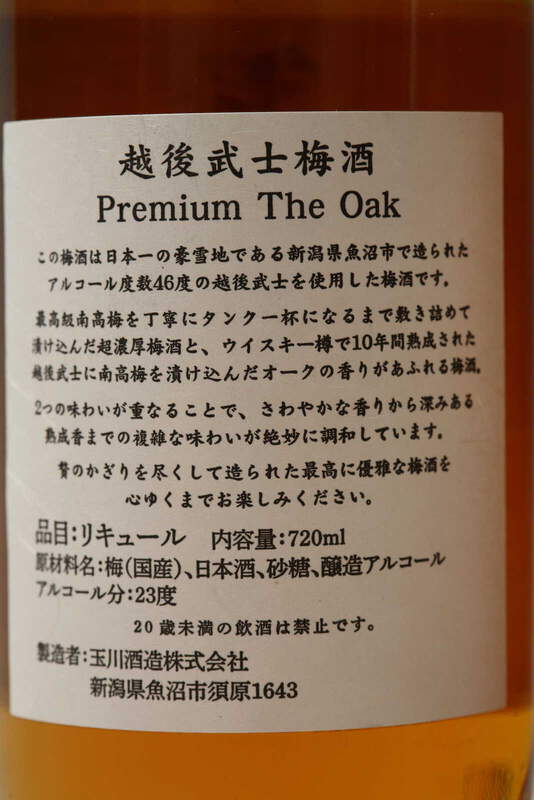 越後武士梅酒
Premium The Oak
この梅酒は日本一の豪雪地である新潟県魚沼市で造られた
アルコール度数46度の越後武士を使用した梅酒です。
最高級南高梅を丁寧にタンク一杯になるまで敷き詰めて
漬け込んだ超濃厚梅酒と、ウイスキー樽で10年間熟成された
越後武士に南高梅を漬け込んだオークの香りがあふれる梅酒。
2つの味わいが重なることで、さわやかな香りから深みある
熟成香までの複雑な味わいが絶妙に調和しています。
贅のかぎりを尽くして造られた最高に優雅な梅酒を
心ゆくまでお楽しみください。
品目：リキュール　内容量：720ml
原材料名：梅（国産）、日本酒、砂糖、醸造アルコール
アルコール分：23度
20歳未満の飲酒は禁止です。
製造者：玉川酒造株式会社
新潟県魚沼市須原1643